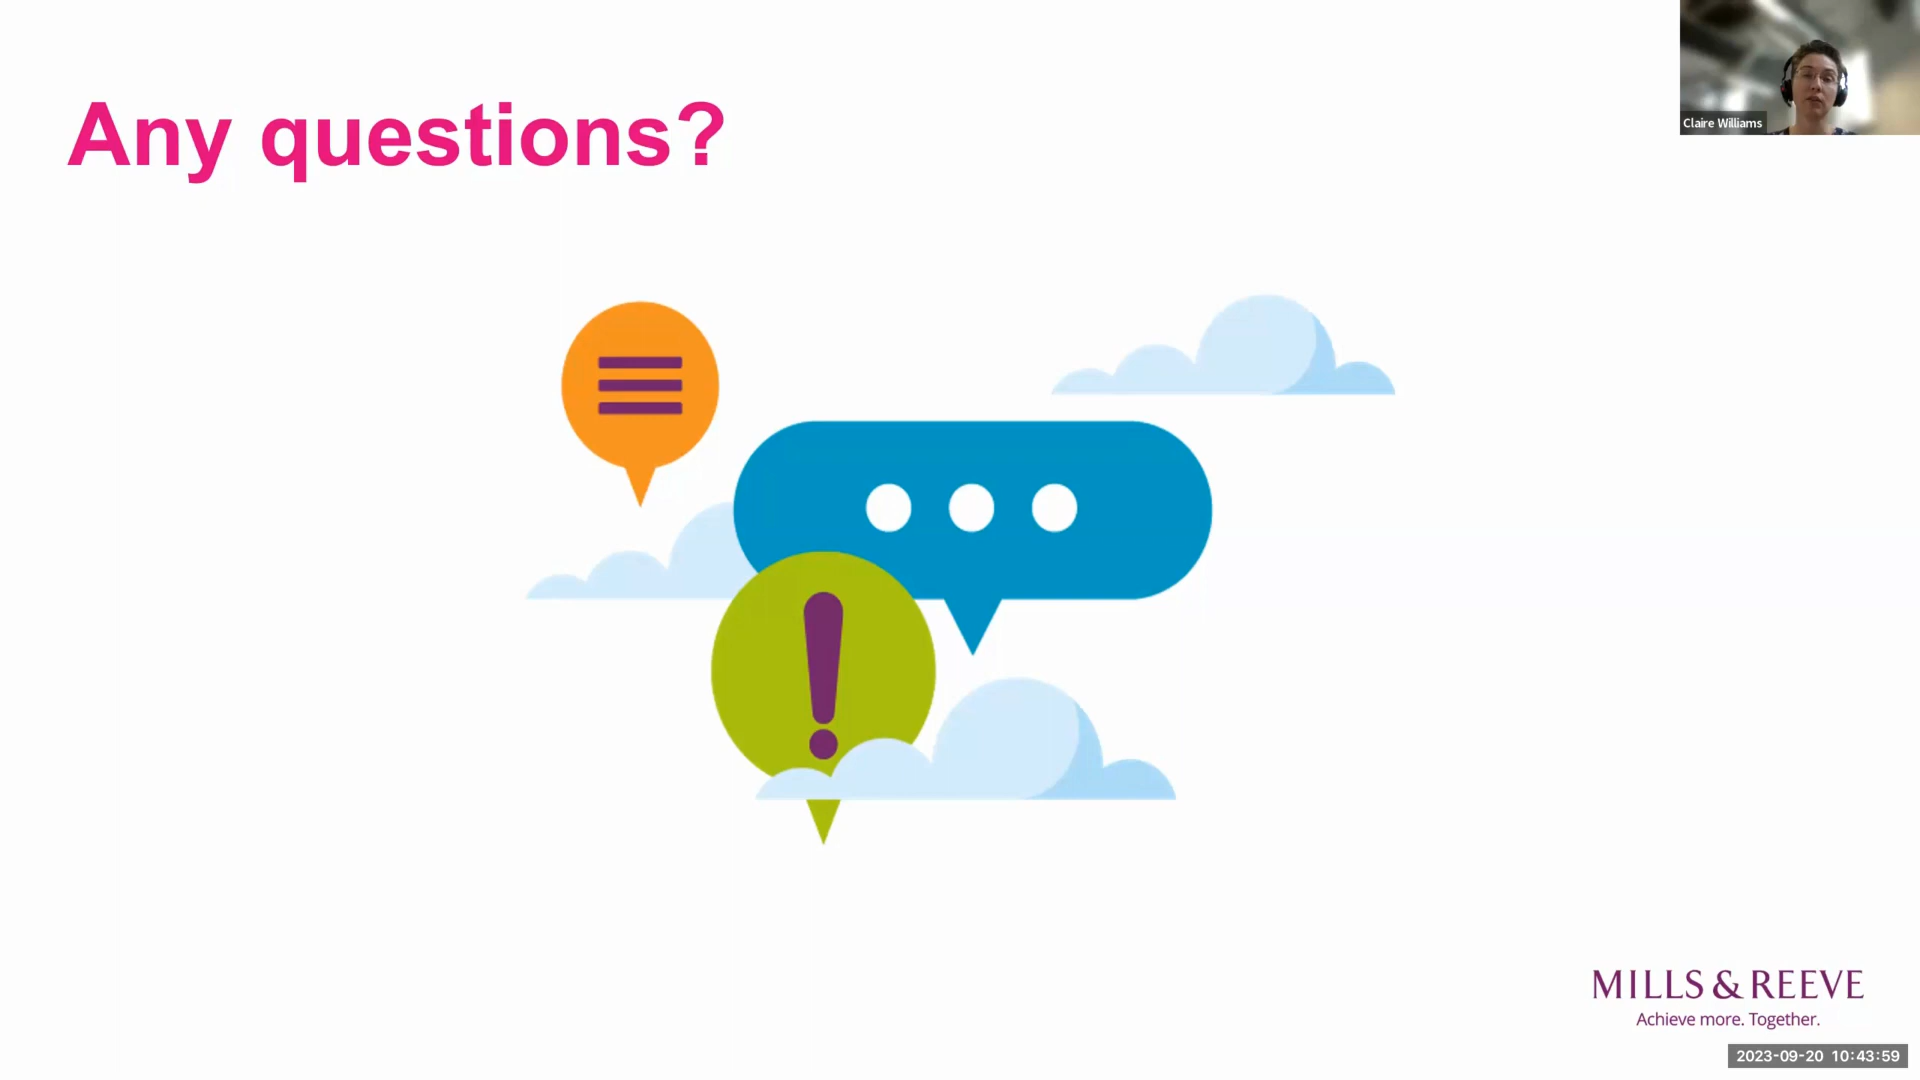 Any questions?
Claire Williams
MILLS & REEVE
Achieve more. Together.
2023-09-20 10:43:59